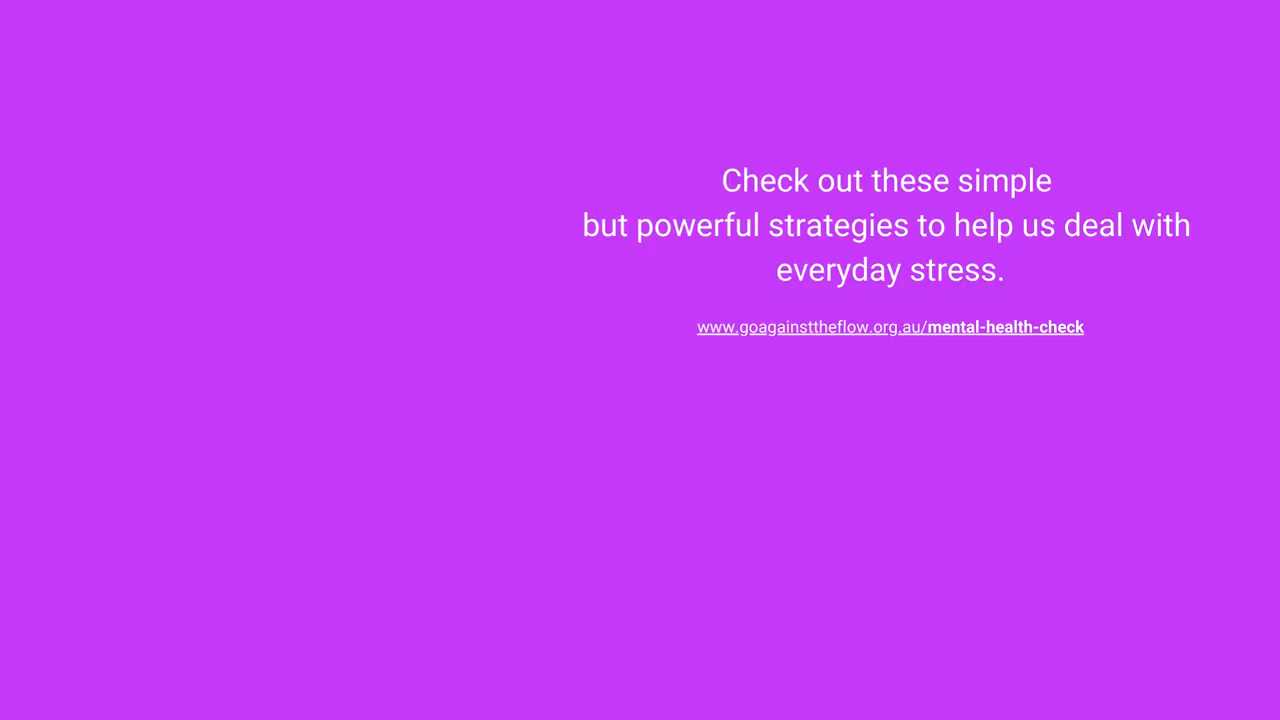 Check out these simple
but powerful strategies to help us deal with
everyday stress.
www.goagainsttheflow.org.au/mental-health-check